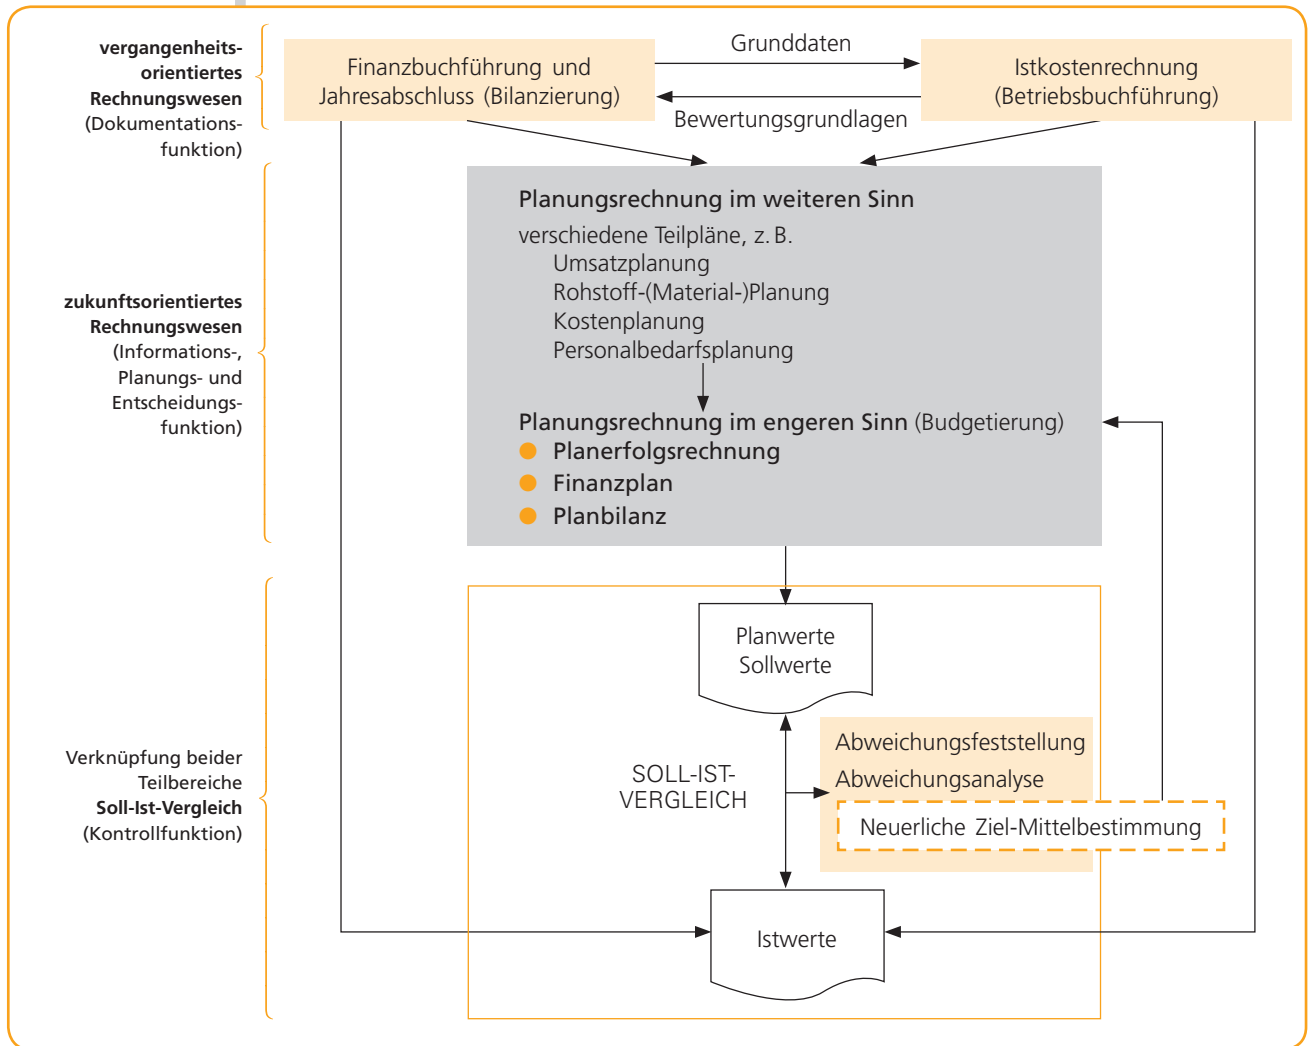 vergangenheits-
orientiertes
Rechnungswesen
(Dokumentations-
funktion)
Finanzbuchführung und
Jahresabschluss (Bilanzierung)
Grunddaten
Bewertungsgrundlagen
Istkostenrechnung
(Betriebsbuchführung)
zukunftsorientiertes
Rechnungswesen
(Informations-,
Planungs- und
Entscheidungs-
funktion)
Planungsrechnung im weiteren Sinn
verschiedene Teilpläne, z. B.
Umsatzplanung
Rohstoff-(Material-)Planung
Kostenplanung
Personalbedarfsplanung
Planungsrechnung im engeren Sinn (Budgetierung)
Planerfolgsrechnung
Finanzplan
Planbilanz
Verknüpfung beider
Teilbereiche
Soll-Ist-Vergleich
(Kontrollfunktion)
Planwerte
Sollwerte
SOLL-IST-
VERGLEICH
Abweichungsfeststellung
Abweichungsanalyse
Neuerliche Ziel-Mittelbestimmung
Istwerte